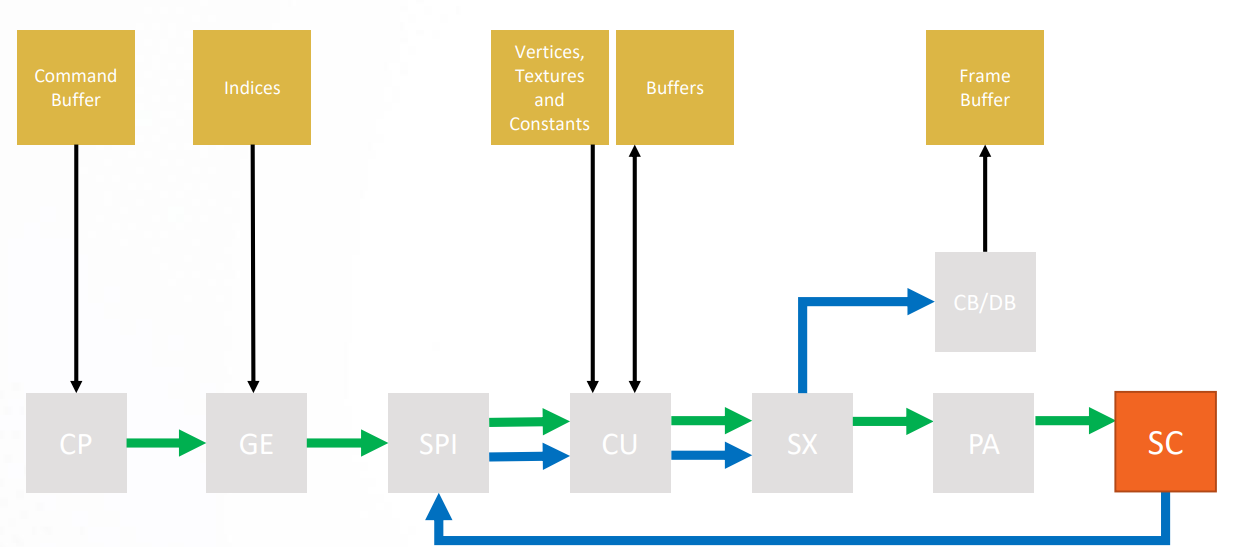 Command
Buffer
Indices
Vertices,
Textures
and
Constants
Buffers
Frame
Buffer
CB/DB
CP
GE
SPI
CU
SX
PA
SC